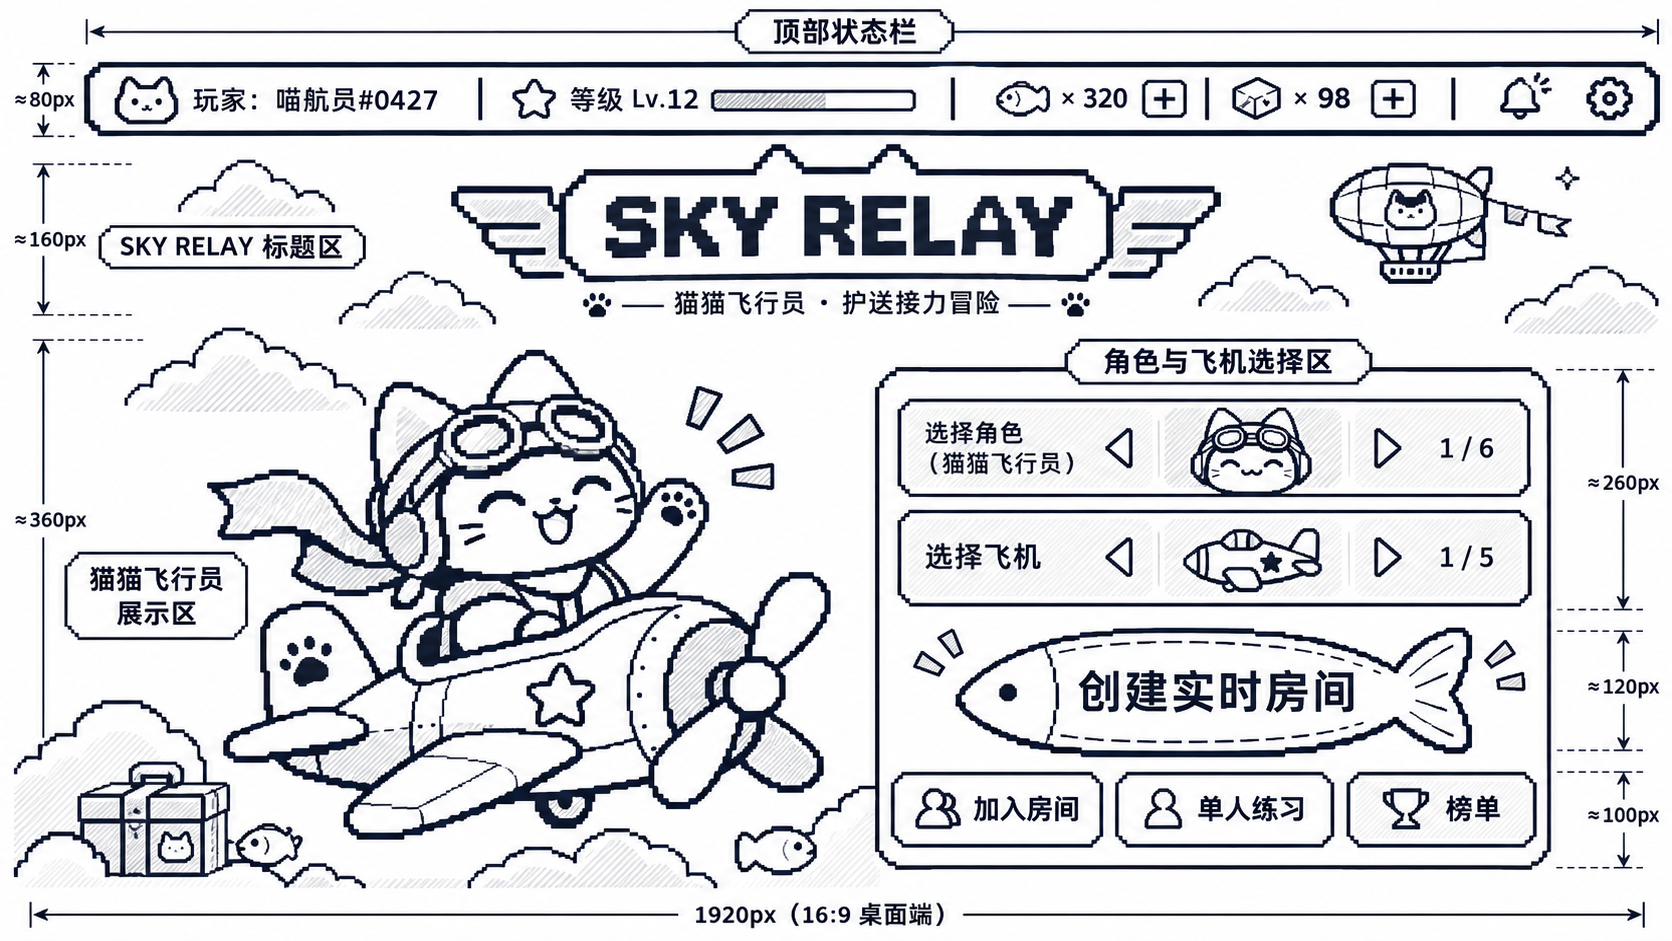 顶部状态栏
≈80px
玩家：喵航员#0427
等级 Lv.12
× 320
× 98
≈160px
SKY RELAY 标题区
SKY RELAY
猫猫飞行员 · 护送接力冒险
≈360px
猫猫飞行员
展示区
角色与飞机选择区
选择角色
（猫猫飞行员）
1 / 6
选择飞机
1 / 5
≈260px
创建实时房间
≈120px
加入房间
单人练习
榜单
≈100px
1920px（16:9 桌面端）